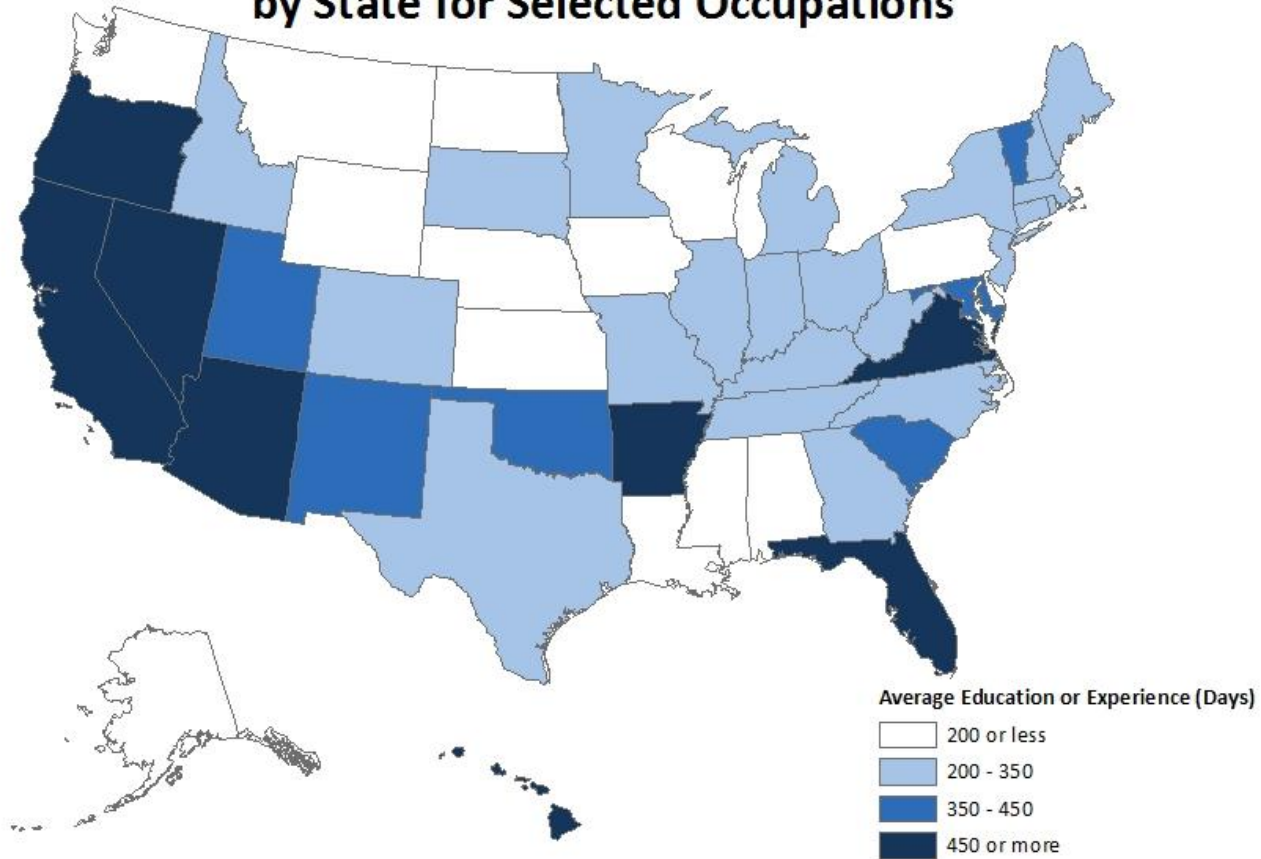 by State for Selected Occupations
Average Education or Experience (Days)
200 or less
200 - 350
350 - 450
450 or more